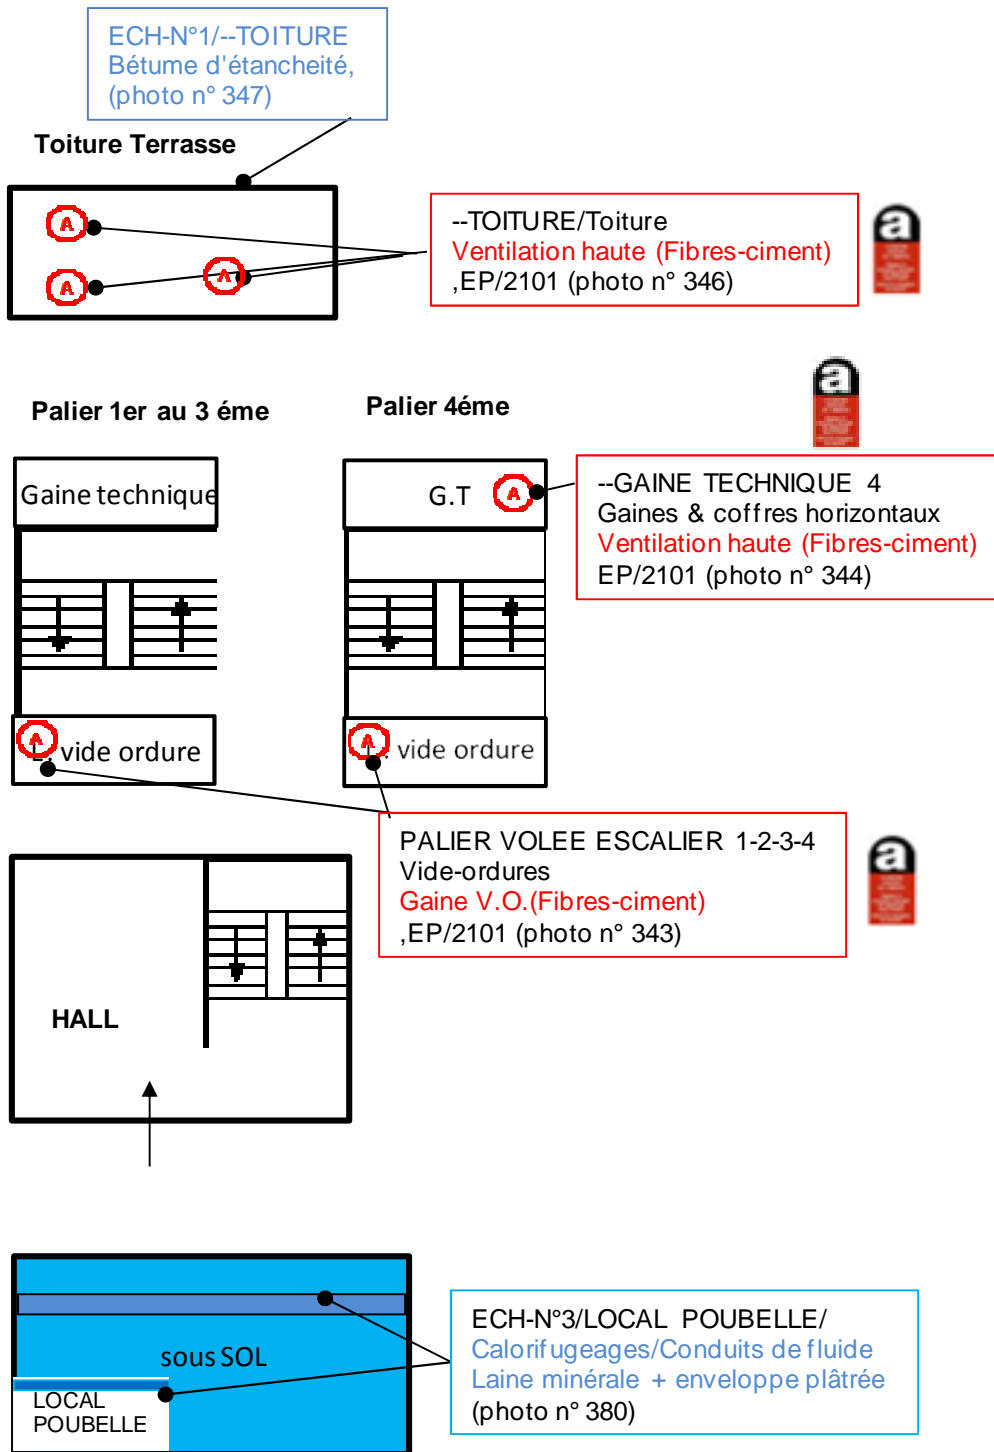 ECH-N°1/--TOITURE
Bétume d'étancheité,
(photo n° 347)
Toiture Terrasse
A
A
A
--TOITURE/Toiture
Ventilation haute (Fibres-ciment)
,EP/2101 (photo n° 346)
a
a
Palier 1er au 3 éme
Palier 4éme
Gaine technique
G.T
A
--GAINE TECHNIQUE 4
Gaines & coffres horizontaux
Ventilation haute (Fibres-ciment)
EP/2101 (photo n° 344)
A
vide ordure
A
vide ordure
PALIER VOLEE ESCALIER 1-2-3-4
Vide-ordures
Gaine V.O.(Fibres-ciment)
,EP/2101 (photo n° 343)
a
HALL
sous SOL
LOCAL
POUBELLE
ECH-N°3/LOCAL POUBELLE/
Calorifugeages/Conduits de fluide
Laine minérale + enveloppe plâtrée
(photo n° 380)